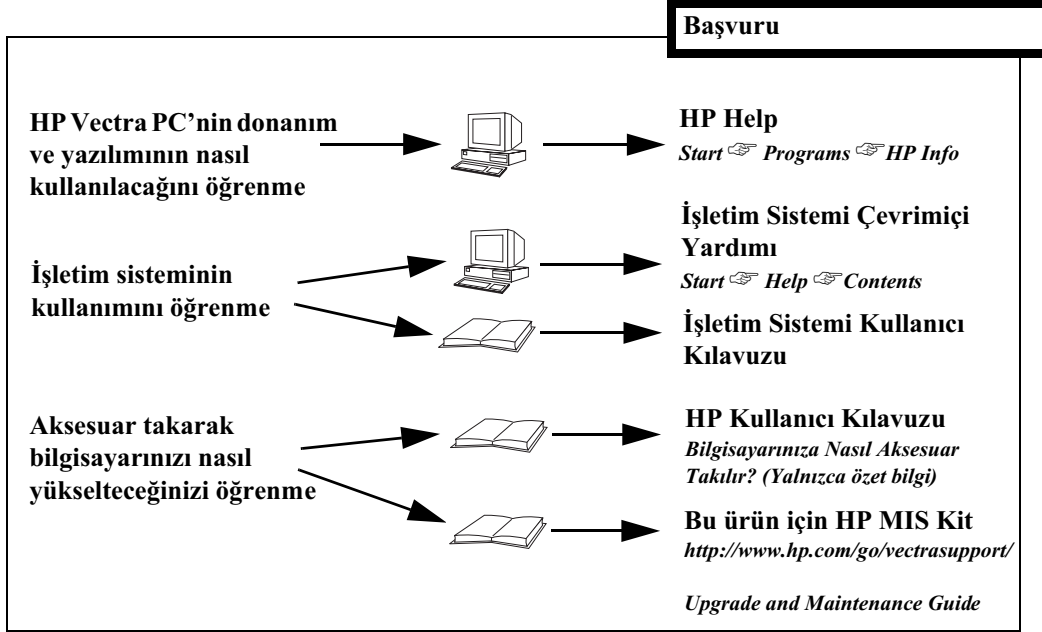 Başvuru
HP Vectra PC’nin donanım
ve yazılımının nasıl
kullanılacağını öğrenme
HP Help
Start ☞ Programs ☞ HP Info
İşletim sisteminin
kullanımını öğrenme
İşletim Sistemi Çevrimiçi
Yardımı
Start ☞ Help ☞ Contents
İşletim Sistemi Kullanıcı
Kılavuzu
Aksesuar takarak
bilgisayarınızı nasıl
yükselteceğinizi öğrenme
HP Kullanıcı Kılavuzu
Bilgisayarınıza Nasıl Aksesuar
Takılır? (Yalnızca özet bilgi)
Bu ürün için HP MIS Kit
http://www.hp.com/go/vectrasupport/
Upgrade and Maintenance Guide